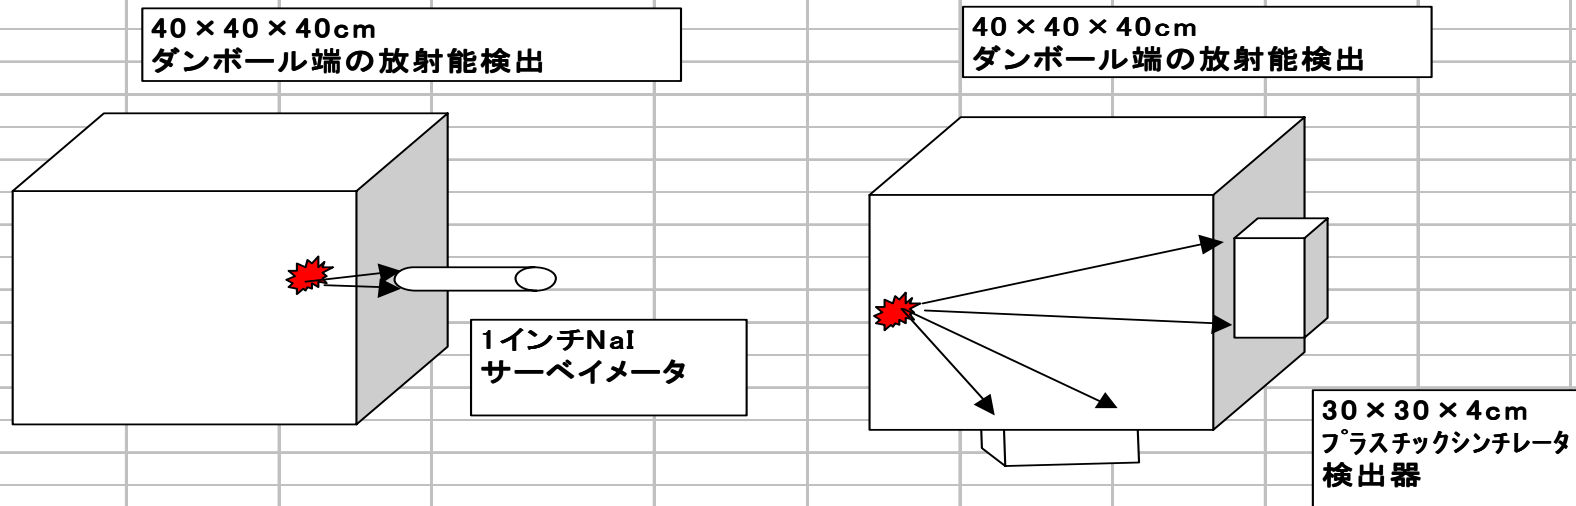 40×40×40cm
ダンボール端の放射能検出
1インチNaI
サーベイメータ
40×40×40cm
ダンボール端の放射能検出
30×30×4cm
プラスチックシンチレータ
検出器